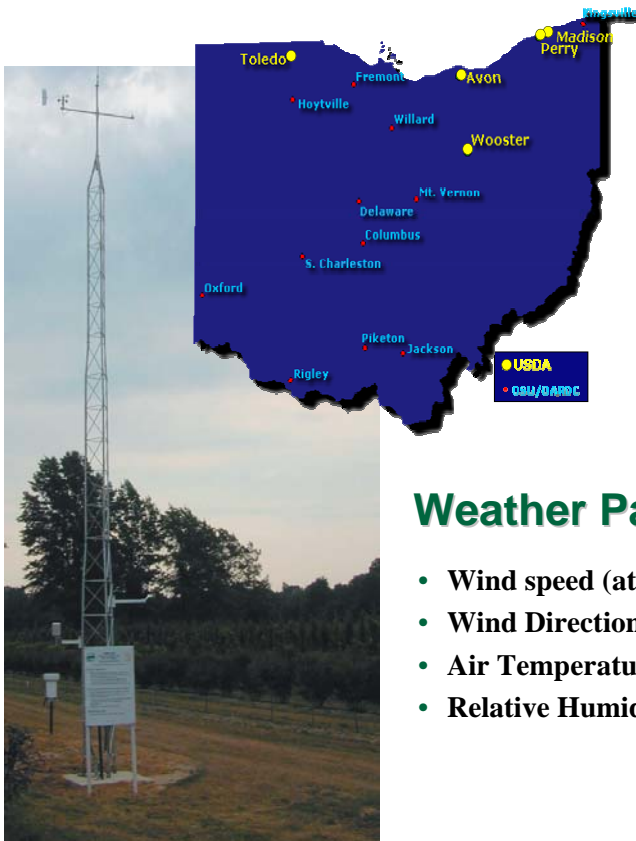 Kingsville
Madison
Perry
Toledo
Avon
Fremont
Hoytville
Willard
Wooster
Mt. Vernon
Delaware
Columbus
S. Charleston
Oxford
Piketon
Jackson
Rigley
USDA
OSU/OARDC
Weather Pa
• Wind speed (at
• Wind Direction
• Air Temperatu
• Relative Humid